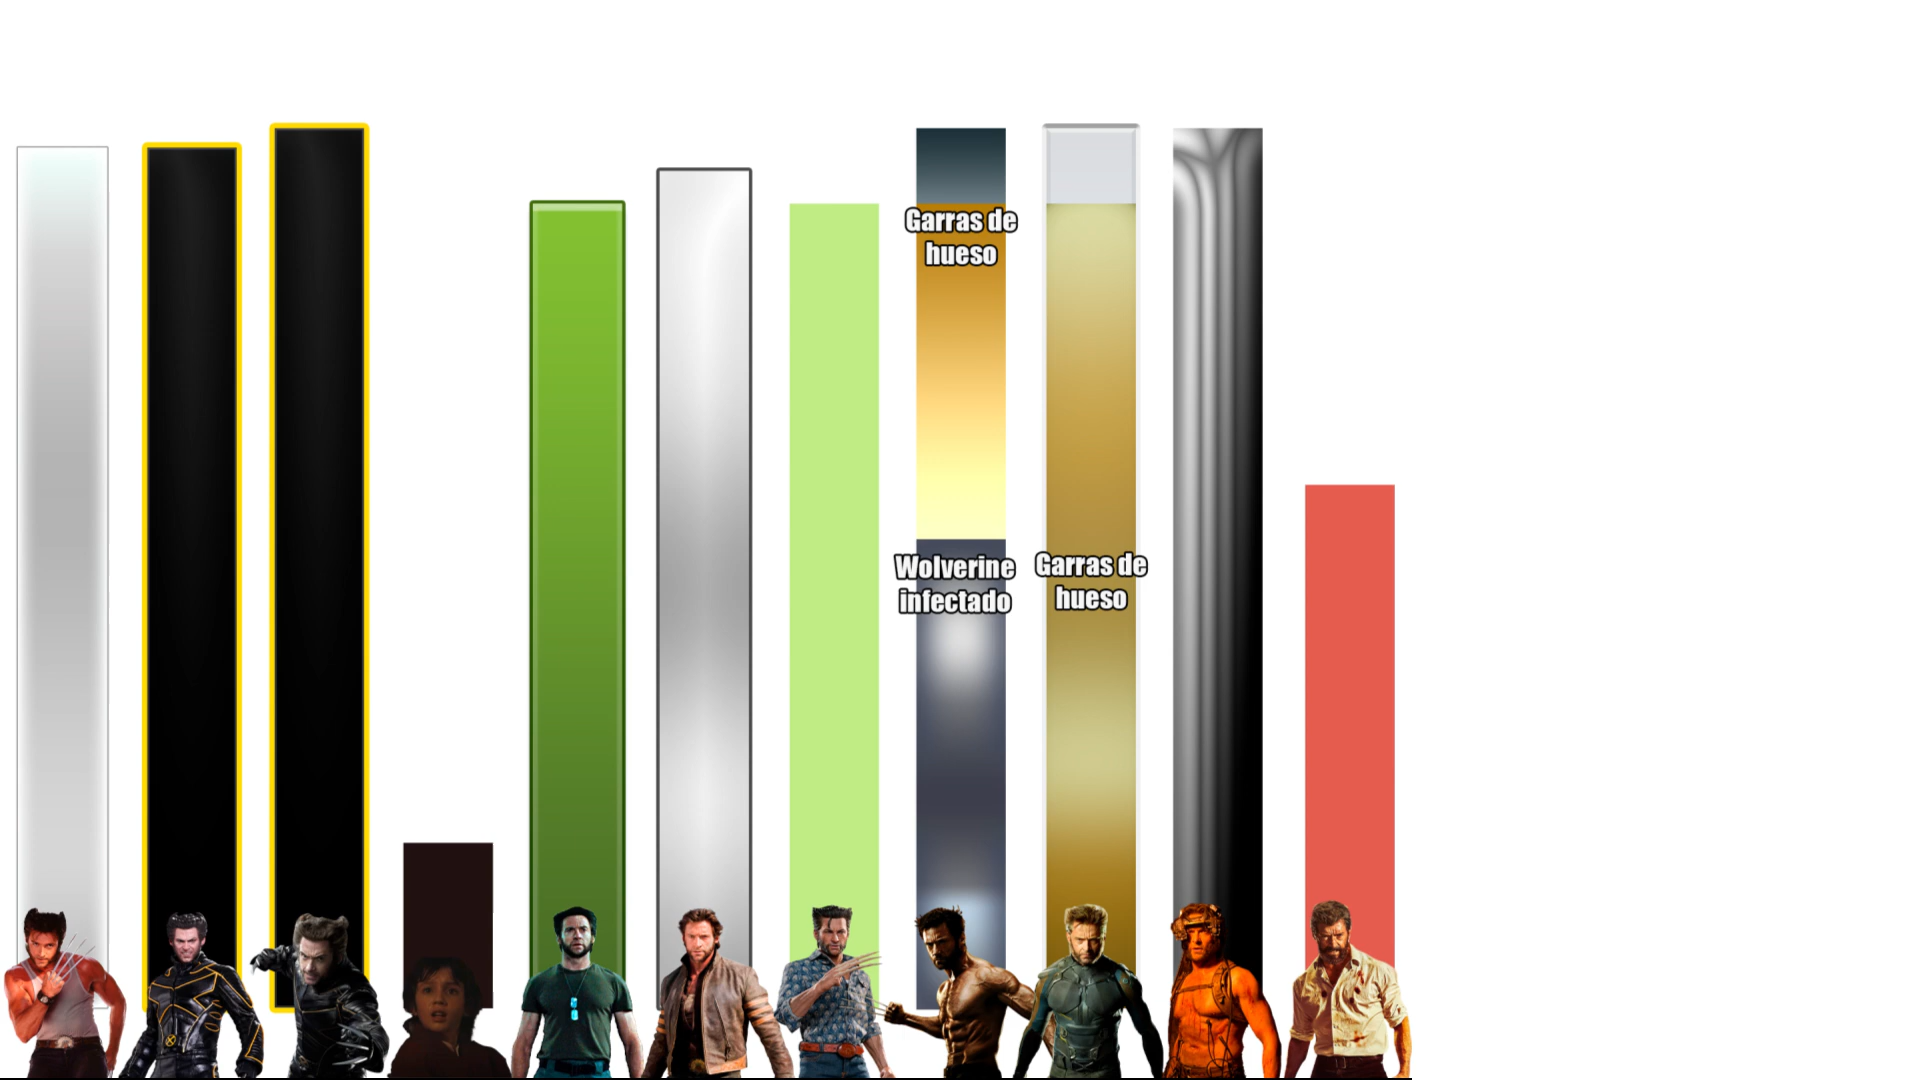 Garras de
hueso
Wolverine
infectado
Garras de
hueso